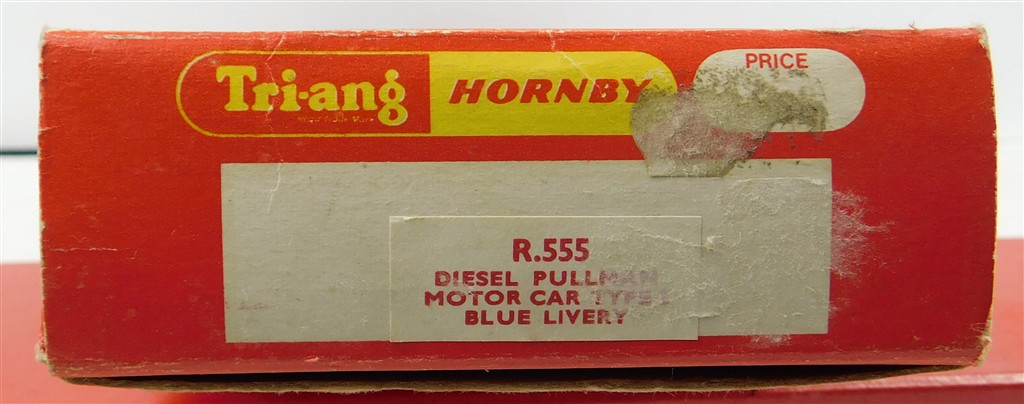 Tri-ang HORNBY PRICE
R.555
DIESEL PULLMAN
MOTOR CAR TYPE
BLUE LIVERY